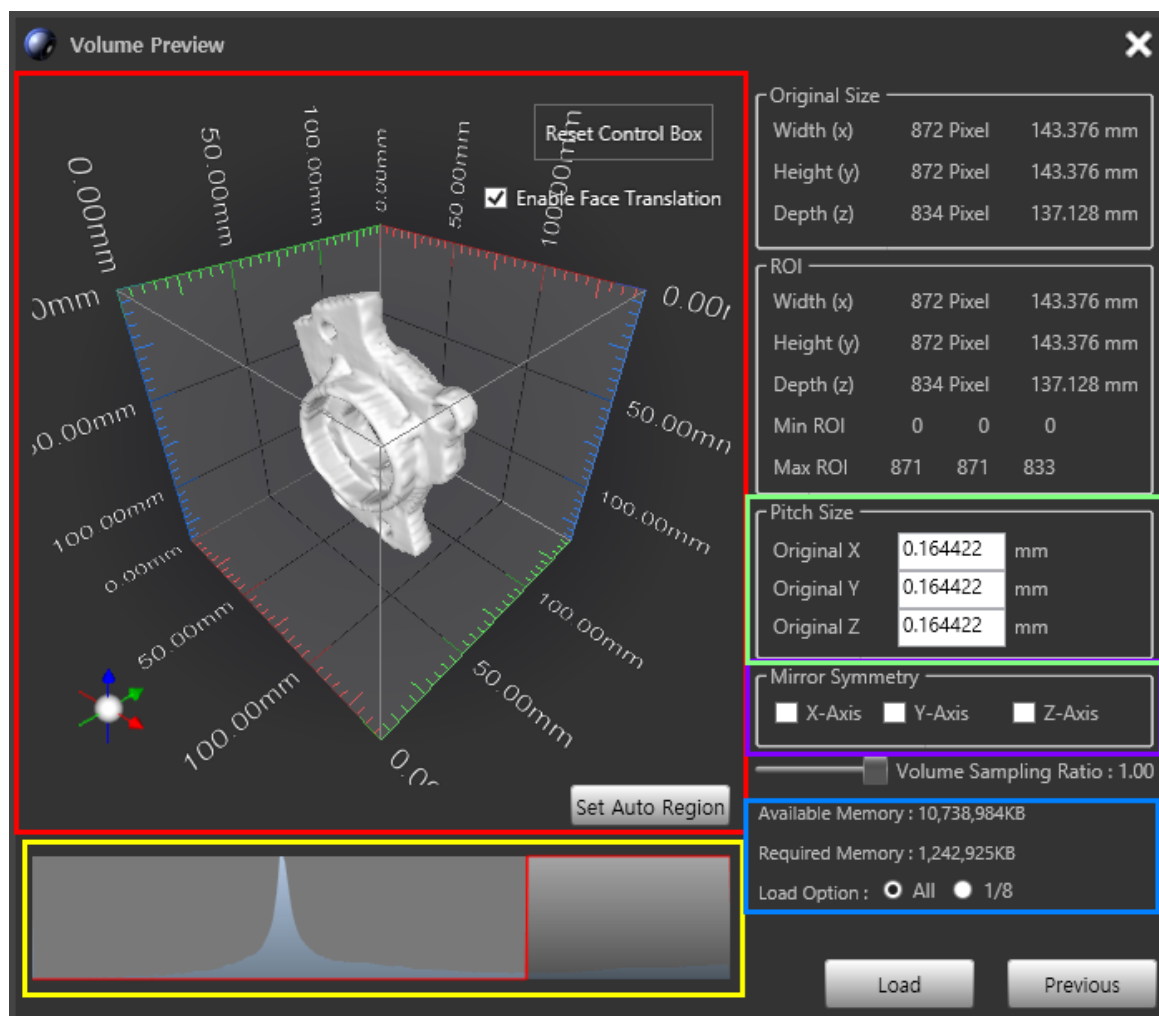 Volume Preview
Reset Control Box
Enable Face Translation
0.00mm
50.00mm
100.00mm
0.00mm
50.00mm
100.00mm
100.00mm
0.00mm
50.00mm
100.00mm
50.00mm
100.00mm
100.00mm
50.00mm
Set Auto Region
Original Size
Width (x) 872 Pixel 143.376 mm
Height (y) 872 Pixel 143.376 mm
Depth (z) 834 Pixel 137.128 mm
ROI
Width (x) 872 Pixel 143.376 mm
Height (y) 872 Pixel 143.376 mm
Depth (z) 834 Pixel 137.128 mm
Min ROI 0 0 0
Max ROI 871 871 833
Pitch Size
Original X 0.164422 mm
Original Y 0.164422 mm
Original Z 0.164422 mm
Mirror Symmetry
X-Axis Y-Axis Z-Axis
Volume Sampling Ratio : 1.00
Available Memory : 10,738,984KB
Required Memory : 1,242,925KB
Load Option : All 1/8
Load Previous